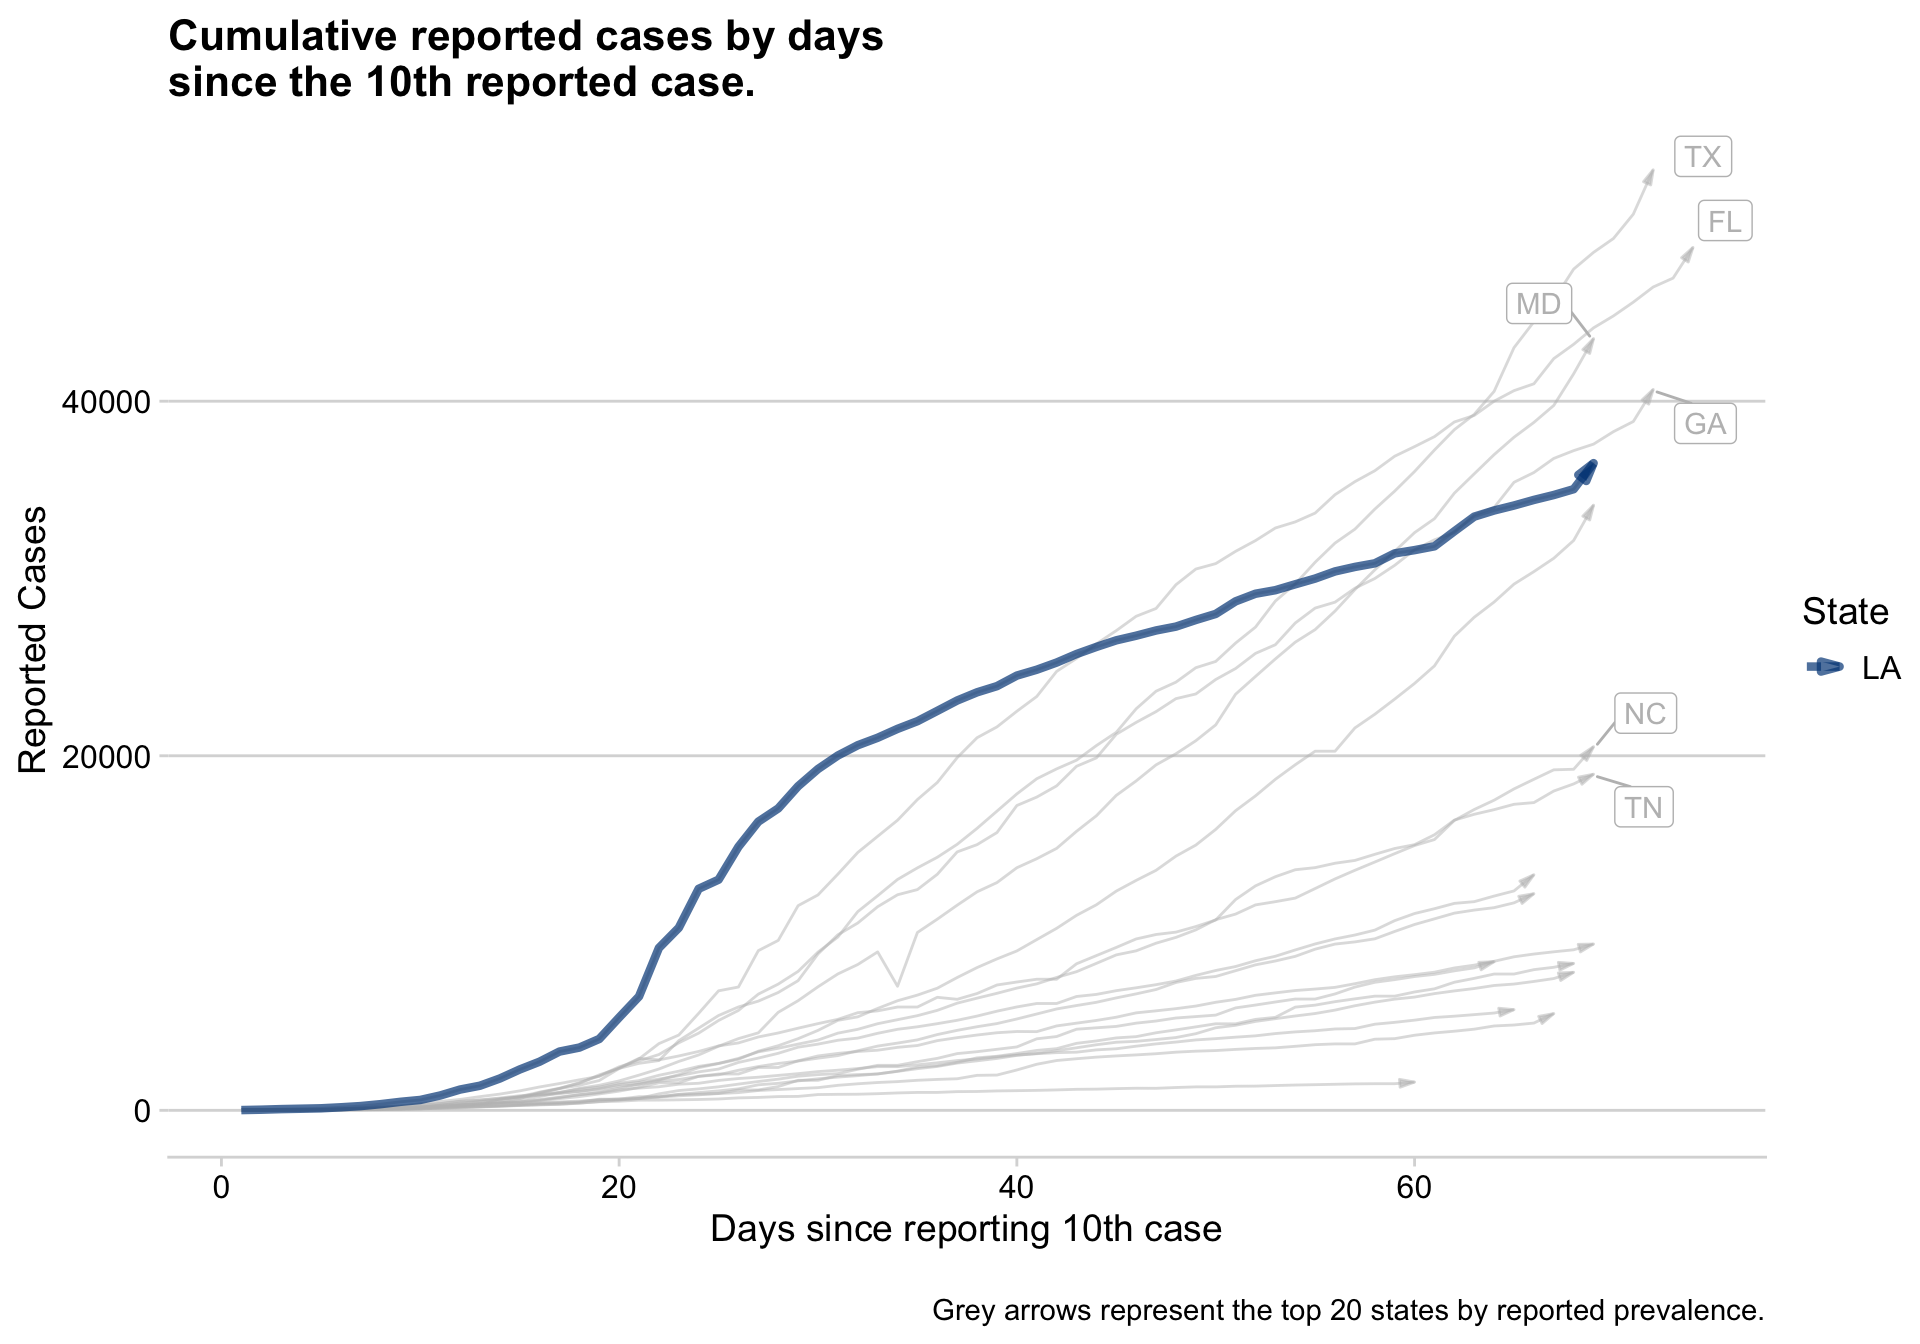 Cumulative reported cases by days
since the 10th reported case.
TX
FL
MD
40000
GA
Reported Cases
State
LA
NC
20000
TN
0
0 20 40 60
Days since reporting 10th case
Grey arrows represent the top 20 states by reported prevalence.